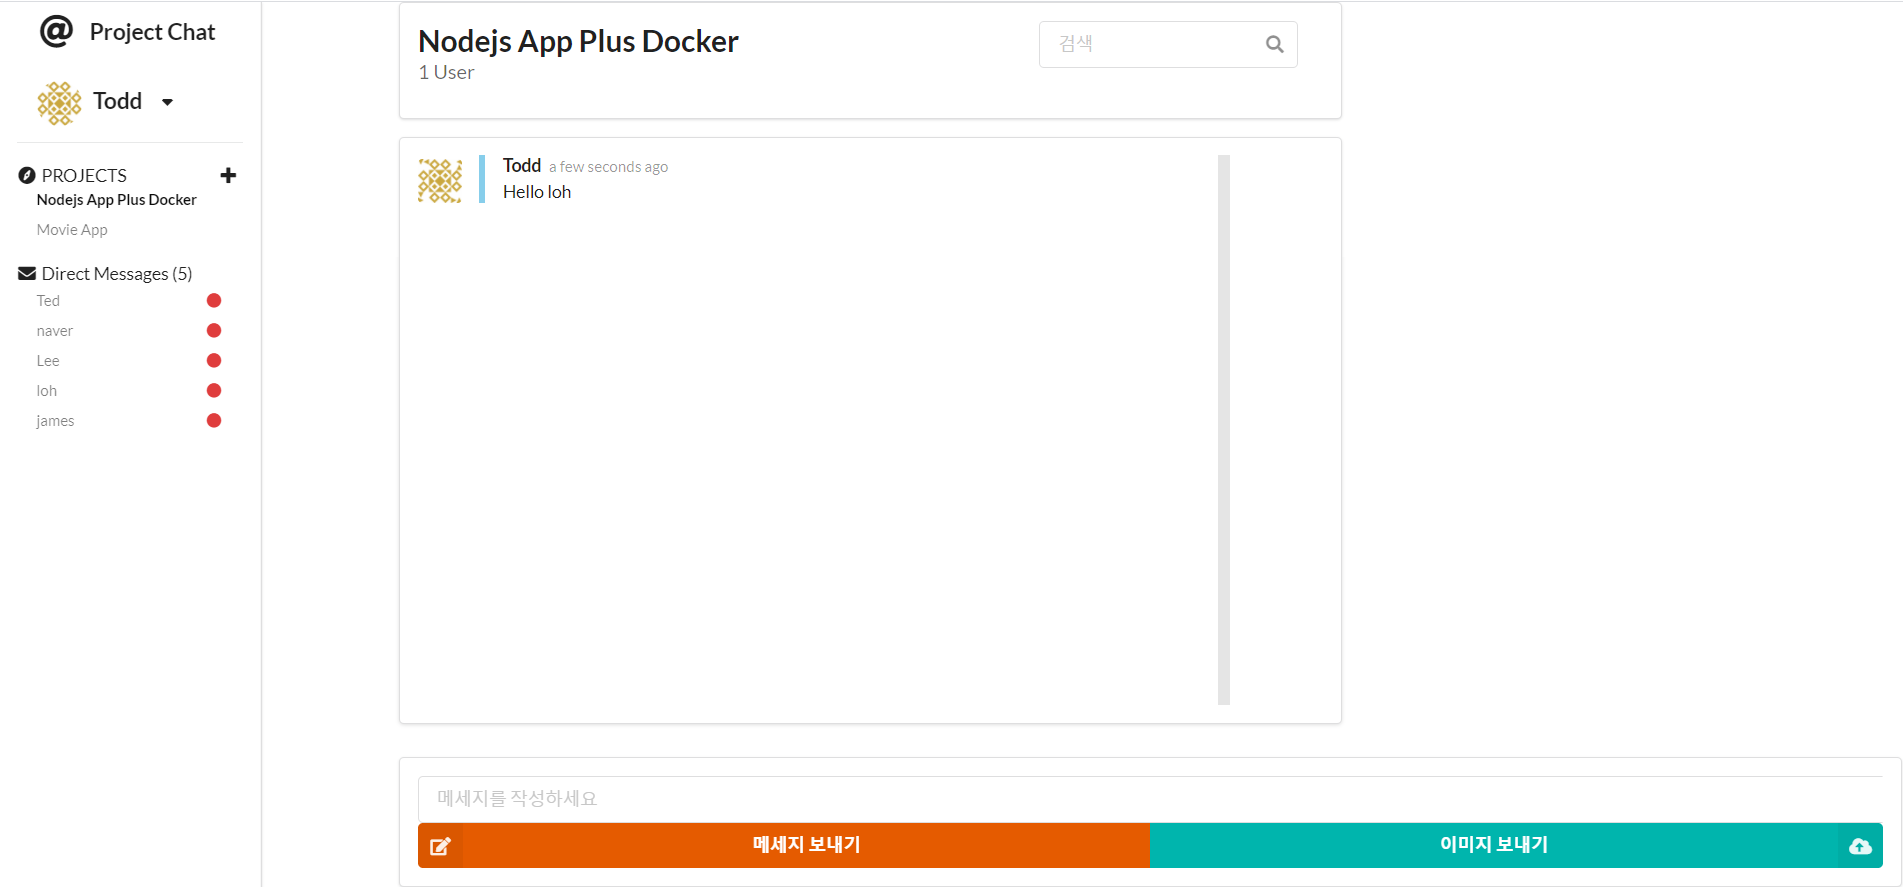 Project Chat
Todd
PROJECTS
Nodejs App Plus Docker
Movie App
Direct Messages (5)
Ted
naver
Lee
loh
james
Nodejs App Plus Docker
1 User
검색
Todd a few seconds ago
Hello loh
메세지를 작성하세요
메세지 보내기
이미지 보내기